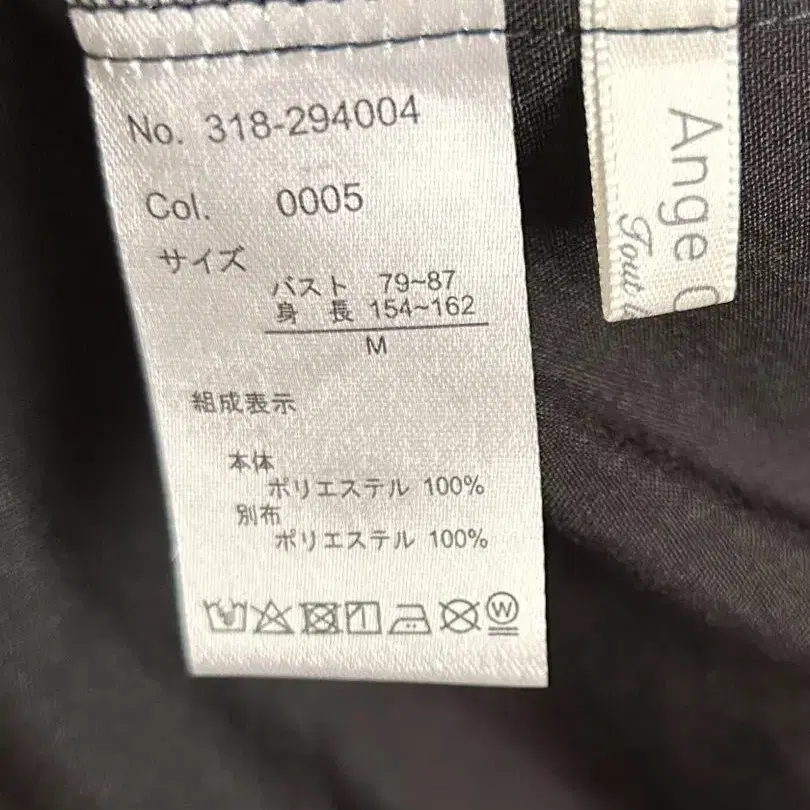 No. 318-294004
Col. 0005
サイズ
バスト 79~87
身 長 154~162
M
組成表示
本体
ポリエステル 100%
別布
ポリエステル 100%
W
Ange
Tout